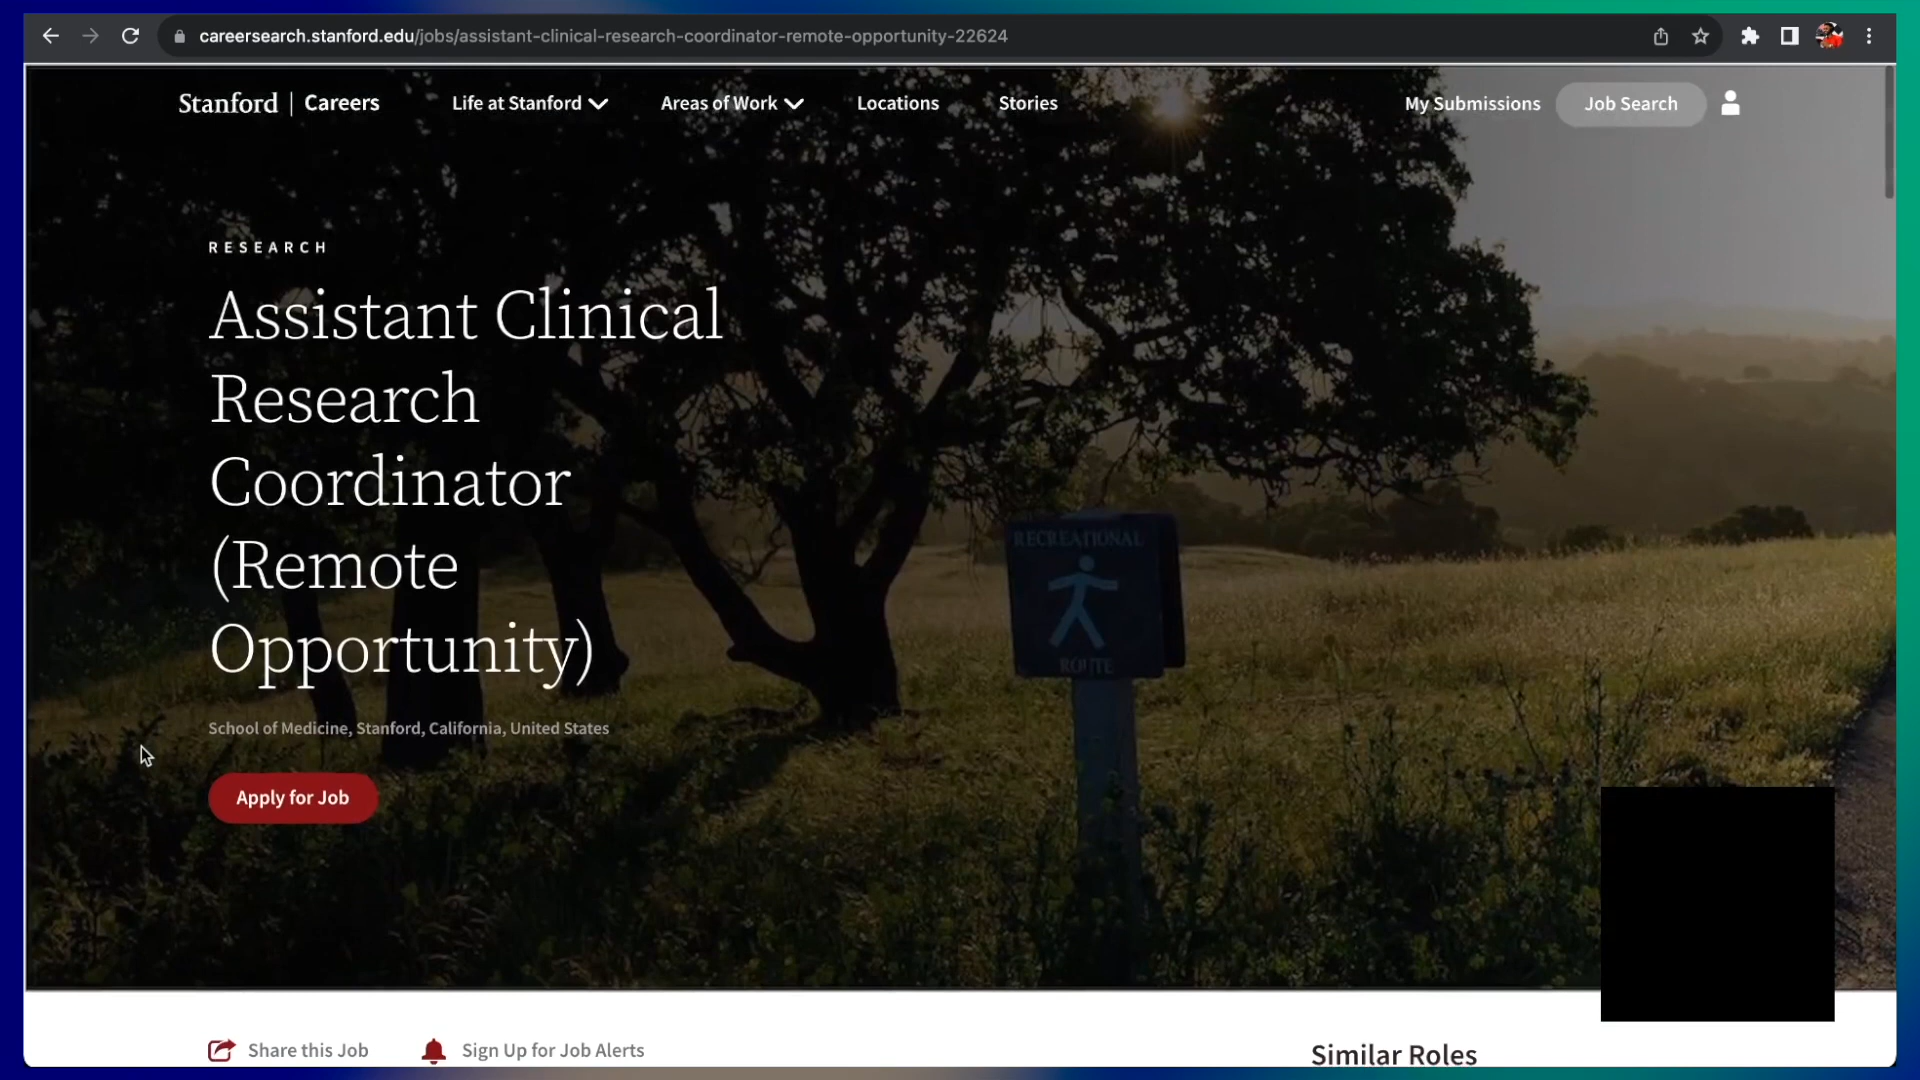 careersearch.stanford.edu/jobs/assistant-clinical-research-coordinator-remote-opportunity-22624
Stanford | Careers
Life at Stanford
Areas of Work
Locations
Stories
My Submissions
Job Search
RESEARCH
Assistant Clinical
Research
Coordinator
(Remote
Opportunity)
School of Medicine, Stanford, California, United States
Apply for Job
RECREATIONAL
ROUTE
Share this Job
Sign Up for Job Alerts
Similar Roles